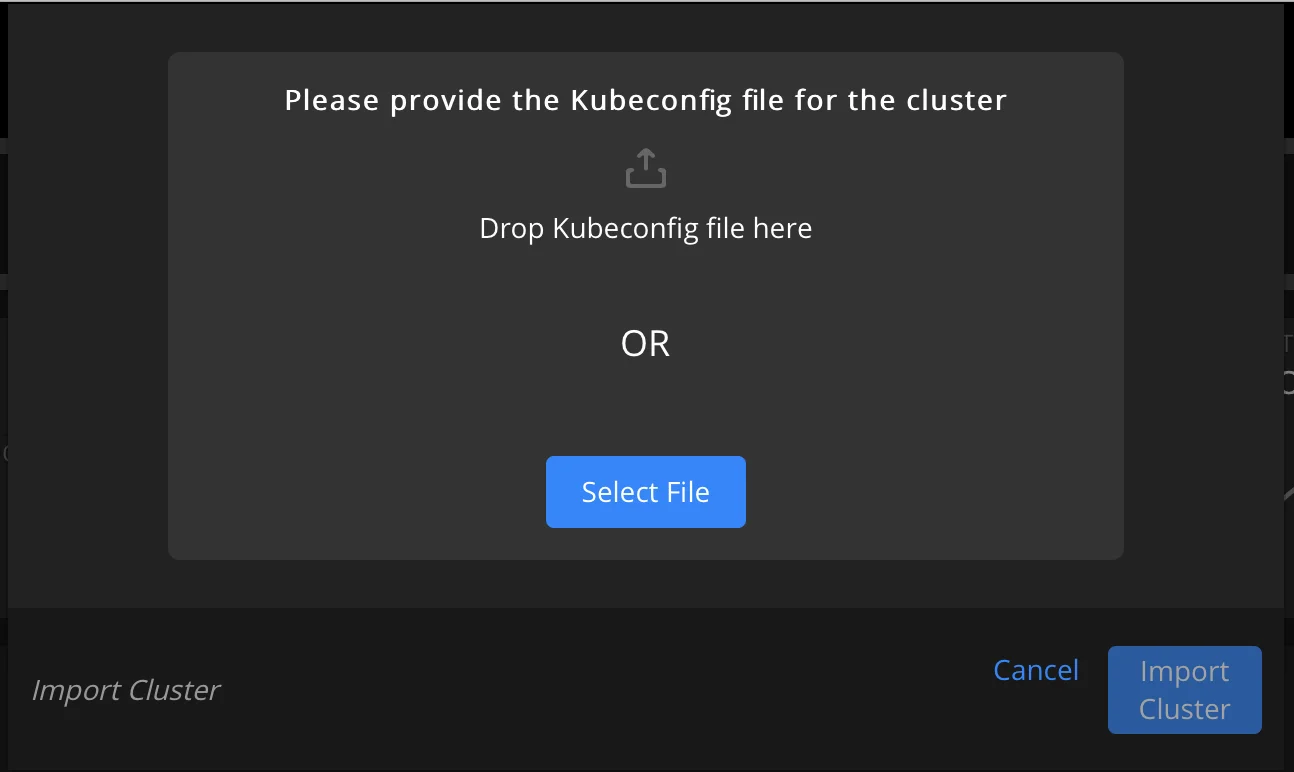 Please provide the Kubeconfig file for the cluster
Drop Kubeconfig file here
OR
Select File
Import Cluster
Cancel
Import
Cluster